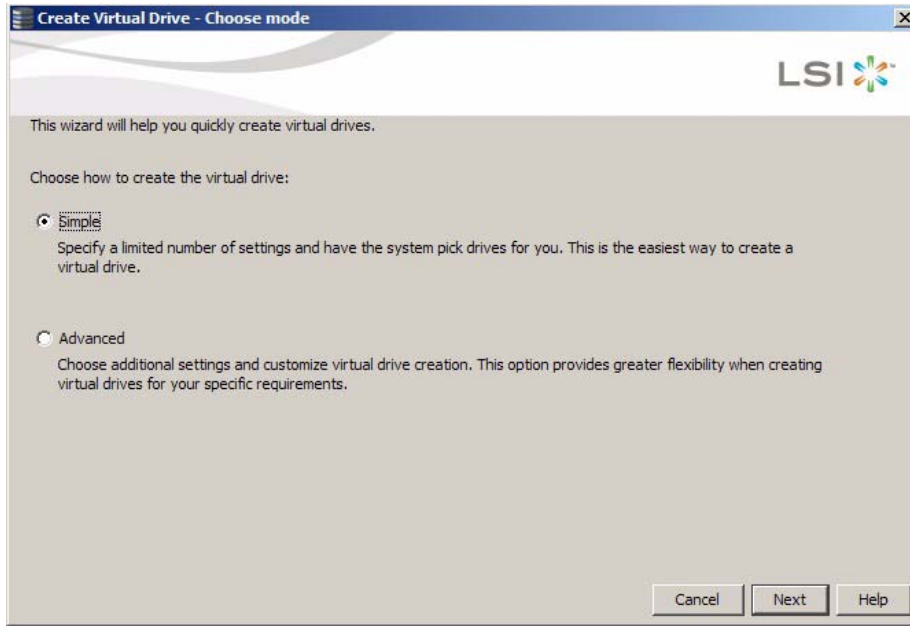 Create Virtual Drive - Choose mode
LSI
This wizard will help you quickly create virtual drives.
Choose how to create the virtual drive:
Simple
Specify a limited number of settings and have the system pick drives for you. This is the easiest way to create a
virtual drive.
Advanced
Choose additional settings and customize virtual drive creation. This option provides greater flexibility when creating
virtual drives for your specific requirements.
Cancel Next Help